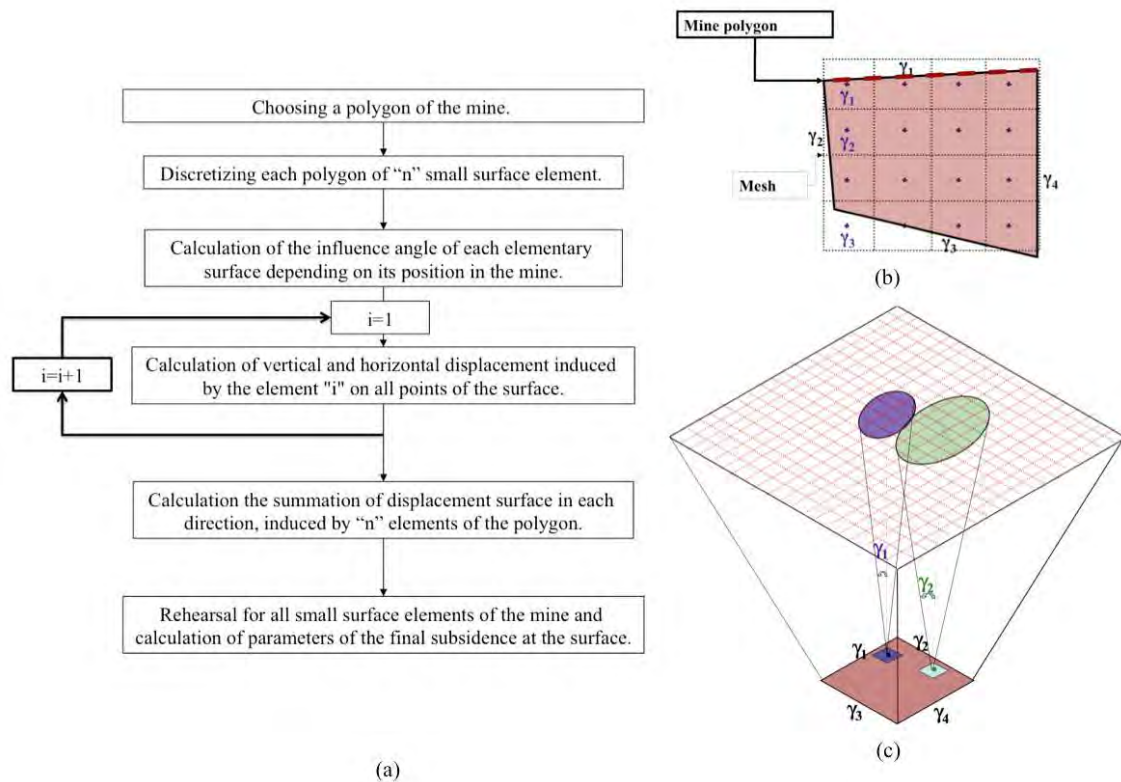 Choosing a polygon of the mine.
Discretizing each polygon of “n” small surface element.
Calculation of the influence angle of each elementary
surface depending on its position in the mine.
i=1
i=i+1
Calculation of vertical and horizontal displacement induced
by the element "i" on all points of the surface.
Calculation the summation of displacement surface in each
direction, induced by “n” elements of the polygon.
Rehearsal for all small surface elements of the mine and
calculation of parameters of the final subsidence at the surface.
(a)
Mine polygon
γ1
γ1
γ2
γ2
Mesh
γ4
γ3
γ3
(b)
γ1
γ2
γ1
γ2
γ3
γ4
(c)